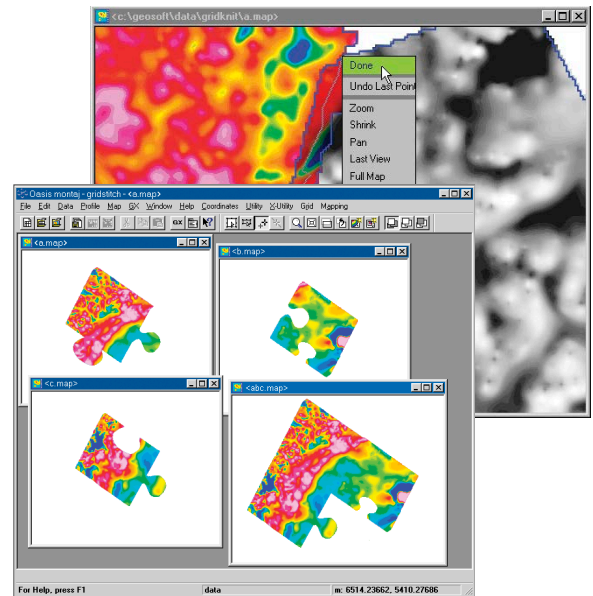 <c:\geosoft\data\gridknit\a.map>
Done
Undo Last Point
Zoom
Shrink
Pan
Last View
Full Map
Oasis montaj - gridstitch - <a.map>
File Edit Data Profile Map GX Window Help Coordinates Utility X-Utility Grid Mapping
GX
<a.map>
<b.map>
<c.map>
<abc.map>
For Help, press F1 data m: 6514.23662, 5410.27686